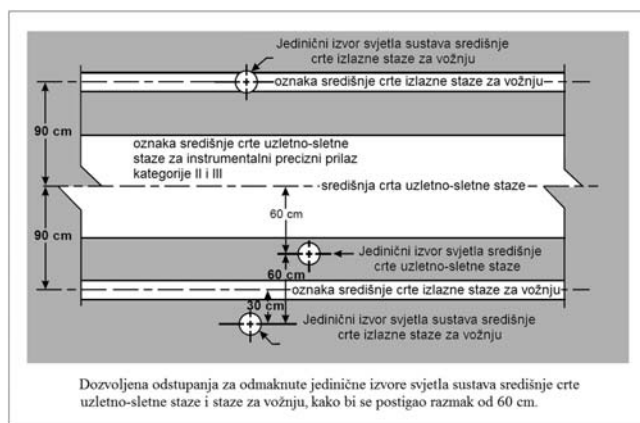 Jedinični izvor svjetla sustava središnje
crte izlazne staze za vožnju
oznaka središnje crte izlazne staze za vožnju
90 cm
oznaka središnje crte uzletno-sletne
staze za instrumentalni precizni prilaz
kategorije II i III
središnja crta uzletno-sletne staze
60 cm
90 cm
Jedinični izvor svjetla središnje
crte uzletno-sletne staze
60 cm
oznaka središnje crte izlazne staze za vožnju
30 cm
Jedinični izvor svjetla sustava središnje
crte izlazne staze za vožnju
Dozvoljena odstupanja za odmaknute jedinične izvore svjetla sustava središnje crte
uzletno-sletne staze i staze za vožnju, kako bi se postigao razmak od 60 cm.